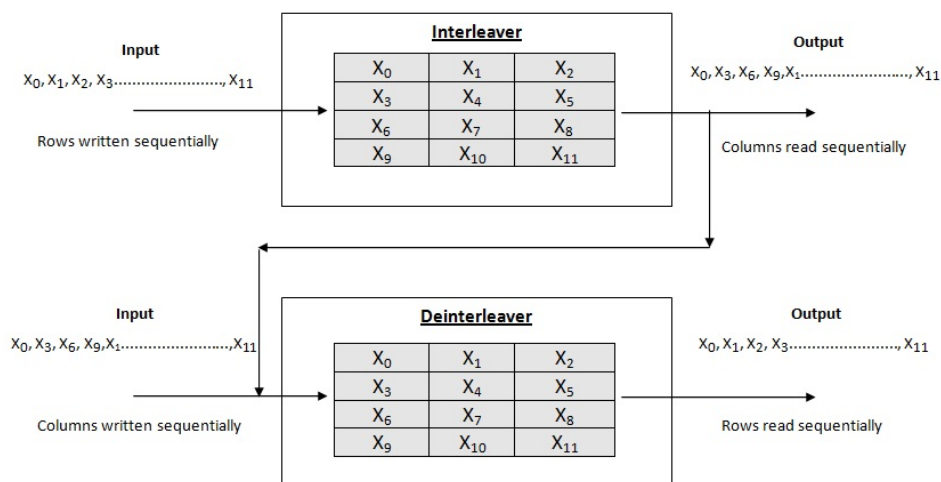 Interleaver
Input
Output
X₀, X₁, X₂, X₃........................., X₁₁
X₀, X₃, X₆, X₉, X₁........................., X₁₁
X₀ X₁ X₂
X₃ X₄ X₅
X₆ X₇ X₈
X₉ X₁₀ X₁₁
Rows written sequentially
Columns read sequentially
Deinterleaver
Input
Output
X₀, X₃, X₆, X₉, X₁.........................., X₁₁
X₀, X₁, X₂, X₃........................., X₁₁
X₀ X₁ X₂
X₃ X₄ X₅
X₆ X₇ X₈
X₉ X₁₀ X₁₁
Columns written sequentially
Rows read sequentially